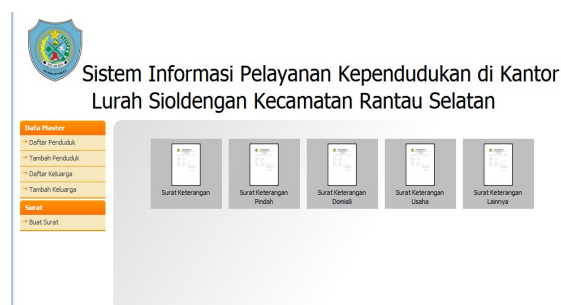 Sistem Informasi Pelayanan Kependudukan di Kantor
Lurah Sioldengan Kecamatan Rantau Selatan
Data Master
Daftar Penduduk
Tambah Penduduk
Daftar Keluarga
Tambah Keluarga
Surat
Buat Surat
Surat Keterangan
Surat Keterangan
Pindah
Surat Keterangan
Domisili
Surat Keterangan
Usaha
Surat Keterangan
Lainnya